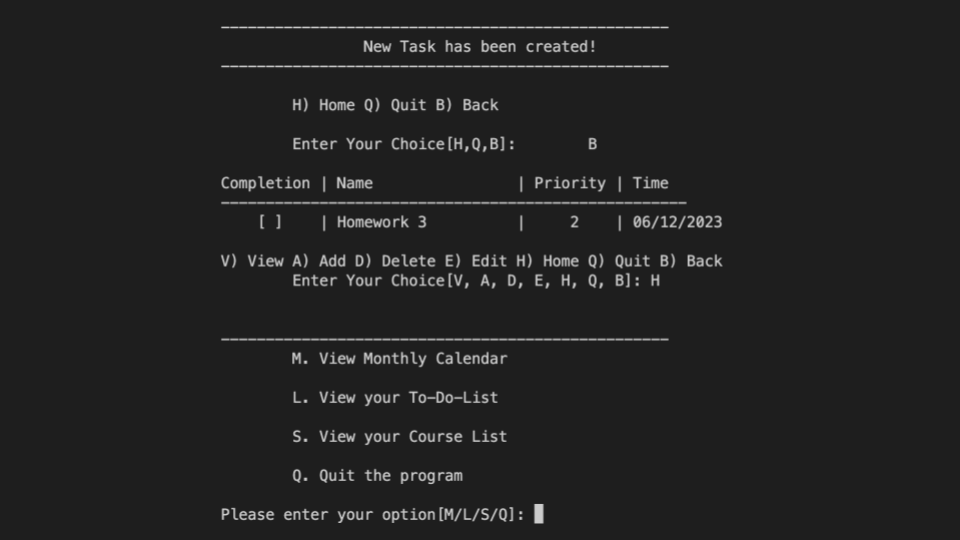 New Task has been created!
H) Home Q) Quit B) Back
Enter Your Choice[H,Q,B]: B
Completion | Name | Priority | Time
[ ] | Homework 3 | 2 | 06/12/2023
V) View A) Add D) Delete E) Edit H) Home Q) Quit B) Back
Enter Your Choice[V, A, D, E, H, Q, B]: H
M. View Monthly Calendar
L. View your To-Do-List
S. View your Course List
Q. Quit the program
Please enter your option[M/L/S/Q]: